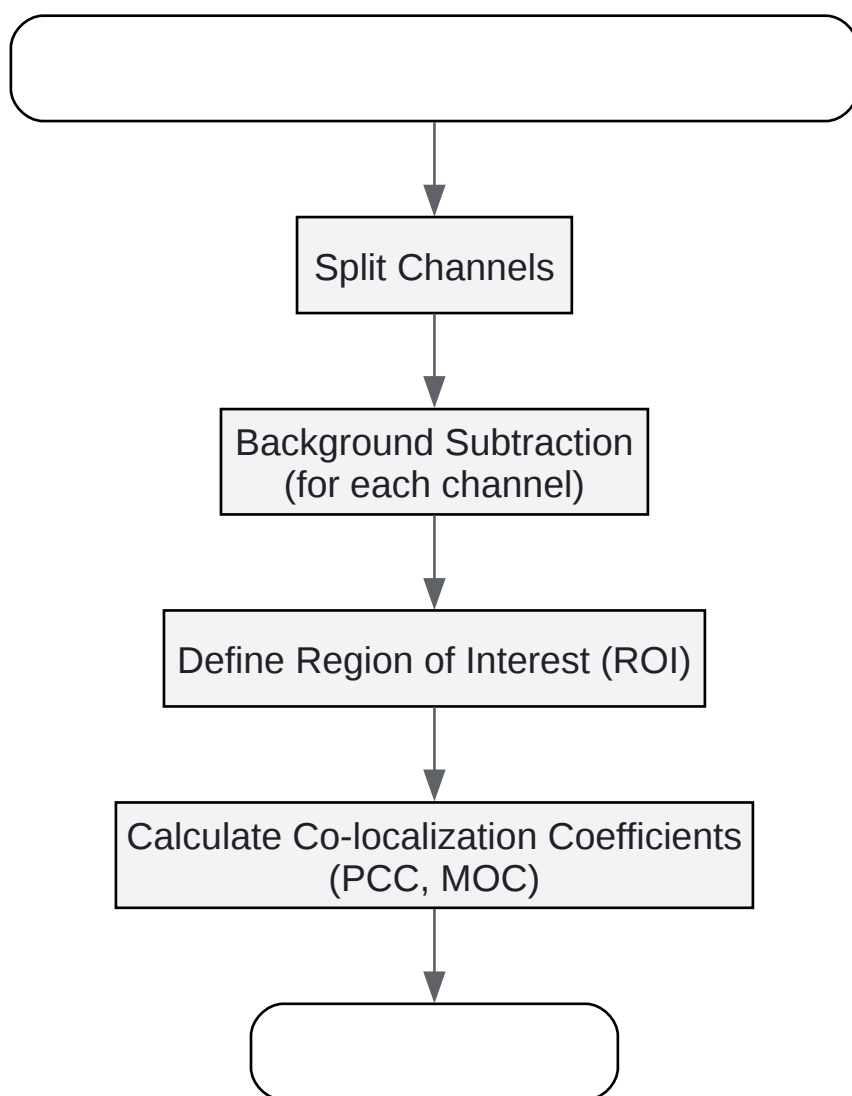 Split Channels
Background Subtraction
(for each channel)
Define Region of Interest (ROI)
Calculate Co-localization Coefficients
(PCC, MOC)